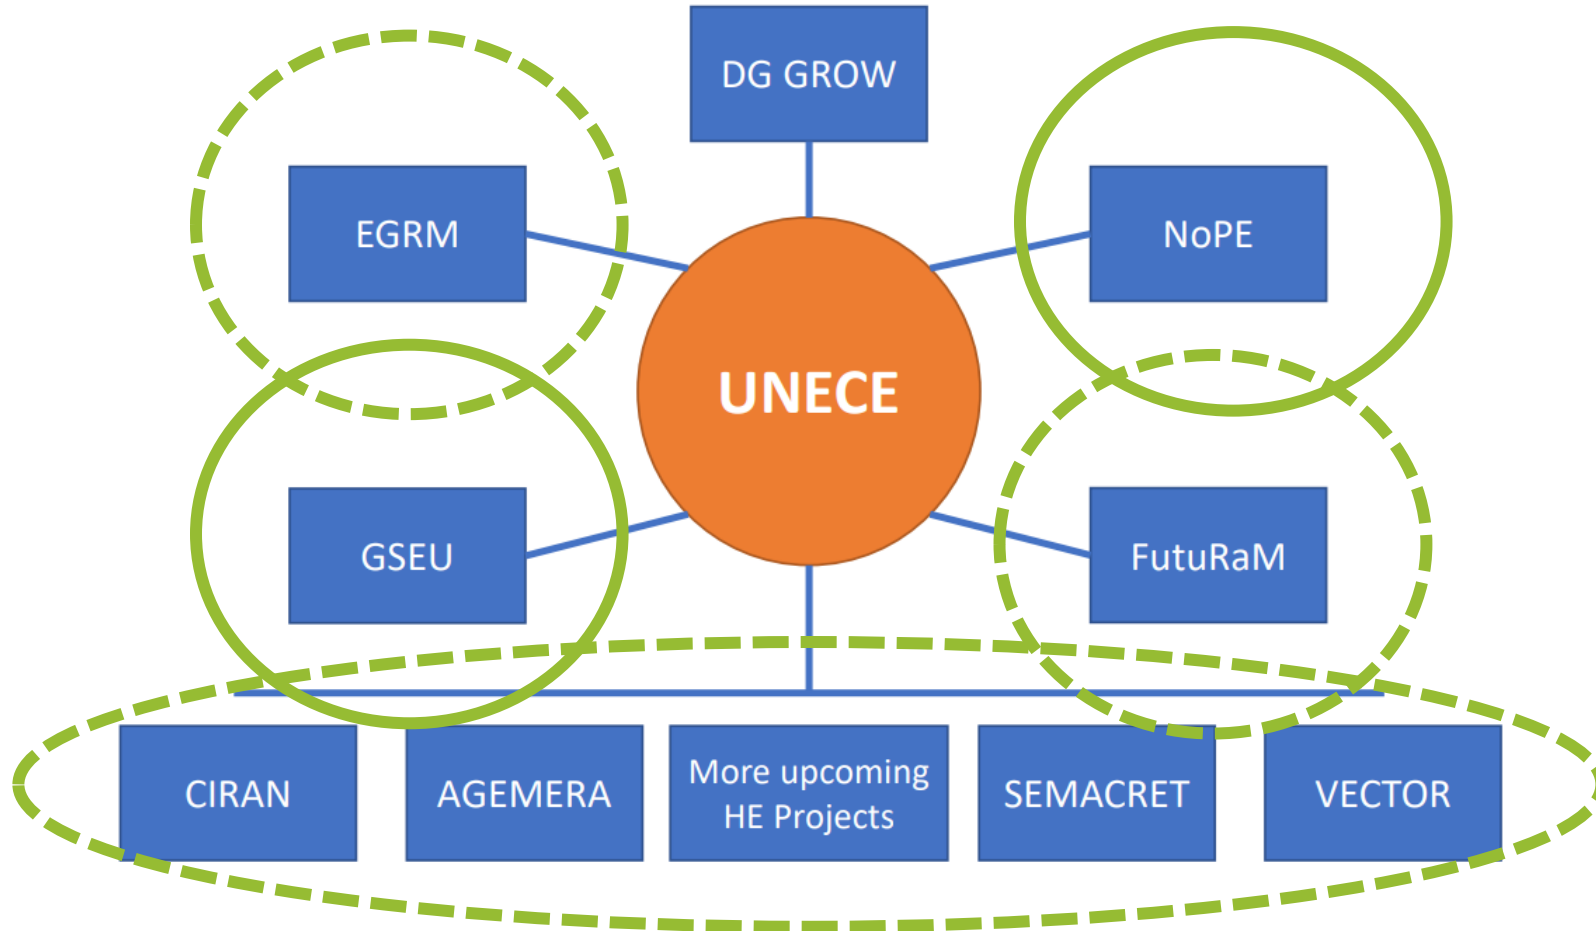 DG GROW
EGRM
NoPE
UNECE
GSEU
FutuRaM
CIRAN
AGEMERA
More upcoming
HE Projects
SEMACRET
VECTOR